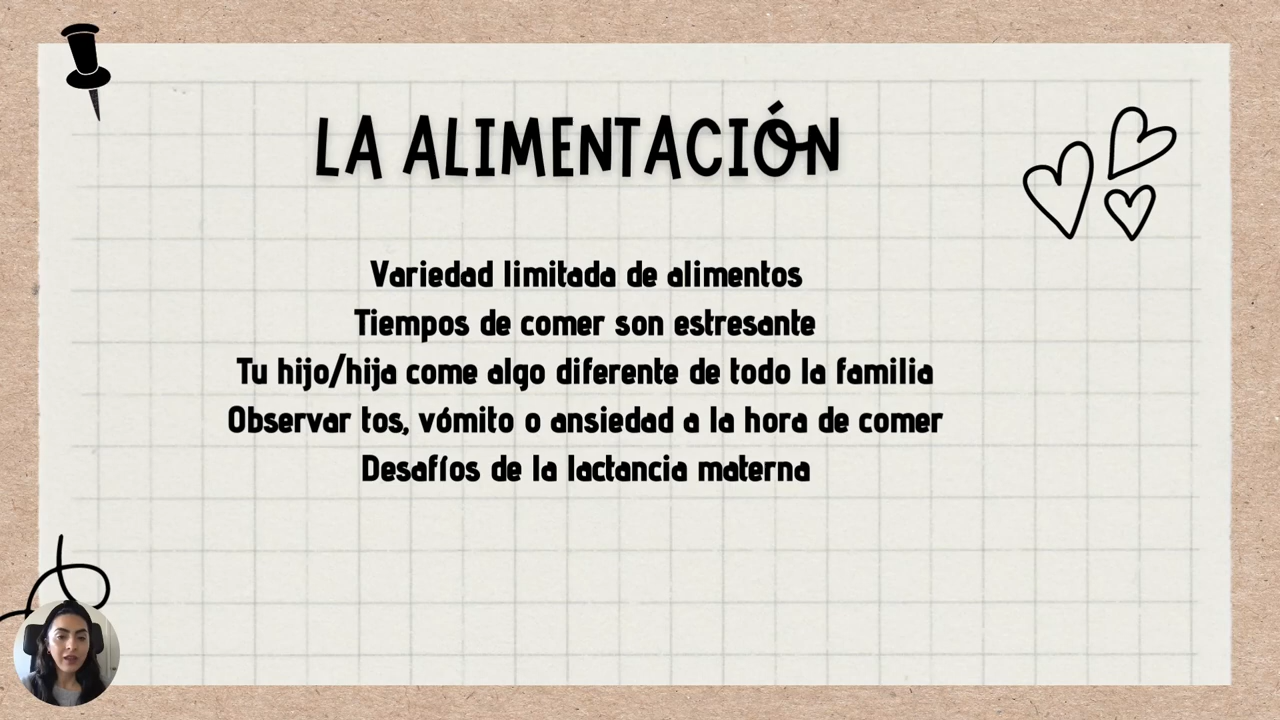 LA ALIMENTACIÓN
Variedad limitada de alimentos
Tiempos de comer son estresante
Tu hijo/hija come algo diferente de todo la familia
Observar tos, vómito o ansiedad a la hora de comer
Desafíos de la lactancia materna